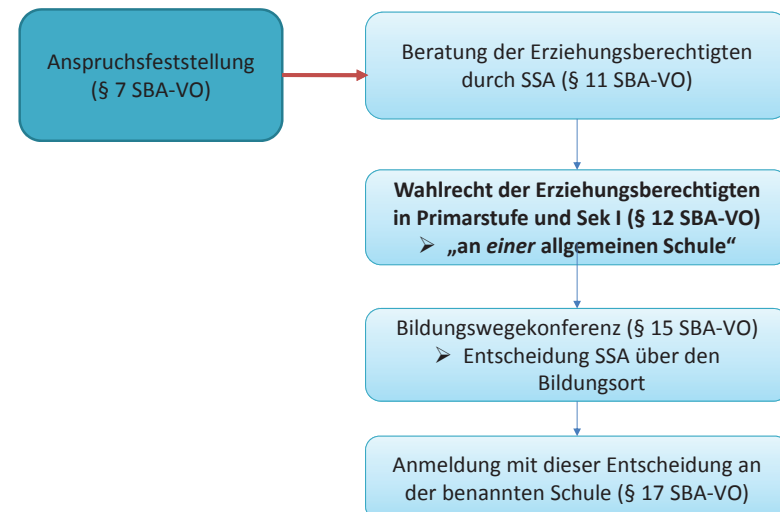 Anspruchsfeststellung
(§ 7 SBA-VO)
Beratung der Erziehungsberechtigten
durch SSA (§ 11 SBA-VO)
Wahlrecht der Erziehungsberechtigten
in Primarstufe und Sek I (§ 12 SBA-VO)
➢ „an einer allgemeinen Schule“
Bildungswegekonferenz (§ 15 SBA-VO)
➢ Entscheidung SSA über den
Bildungsort
Anmeldung mit dieser Entscheidung an
der benannten Schule (§ 17 SBA-VO)